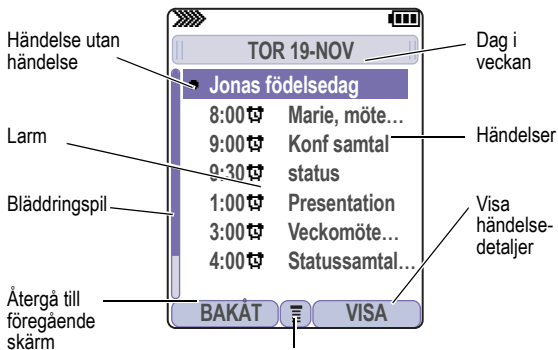 Händelse utan
händelse
Larm
Bläddringspil
Återgå till
föregående
skärm
TOR 19-NOV
Jonas födelsedag
8:00 Marie, möte…
9:00 Konf samtal
9:30 status
1:00 Presentation
3:00 Veckomöte…
4:00 Statussamtal…
BAKÅT VISA
Dag i
veckan
Händelser
Visa
händelse-
detaljer